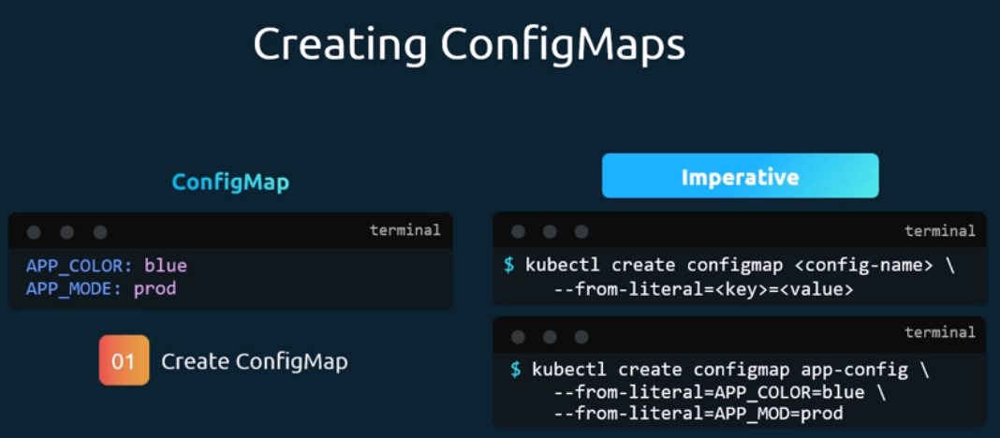 Creating ConfigMaps
ConfigMap
terminal
APP_COLOR: blue
APP_MODE: prod
01 Create ConfigMap
Imperative
terminal
$ kubectl create configmap <config-name> \
--from-literal=<key>=<value>
terminal
$ kubectl create configmap app-config \
--from-literal=APP_COLOR=blue \
--from-literal=APP_MOD=prod